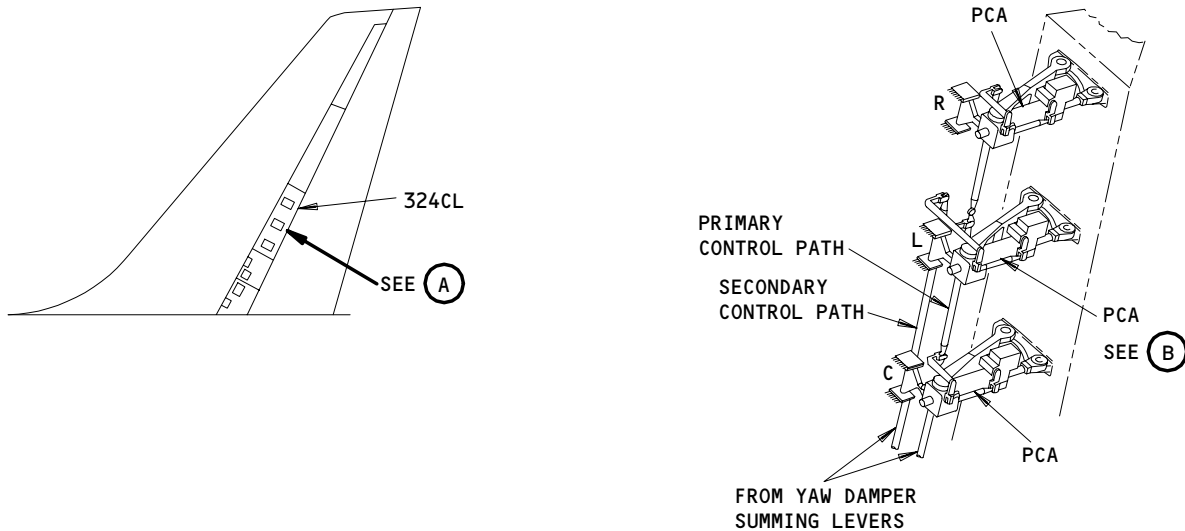 324CL
SEE A
PCA
R
PRIMARY
CONTROL PATH
L
SECONDARY
CONTROL PATH
PCA
SEE B
C
PCA
FROM YAW DAMPER
SUMMING LEVERS